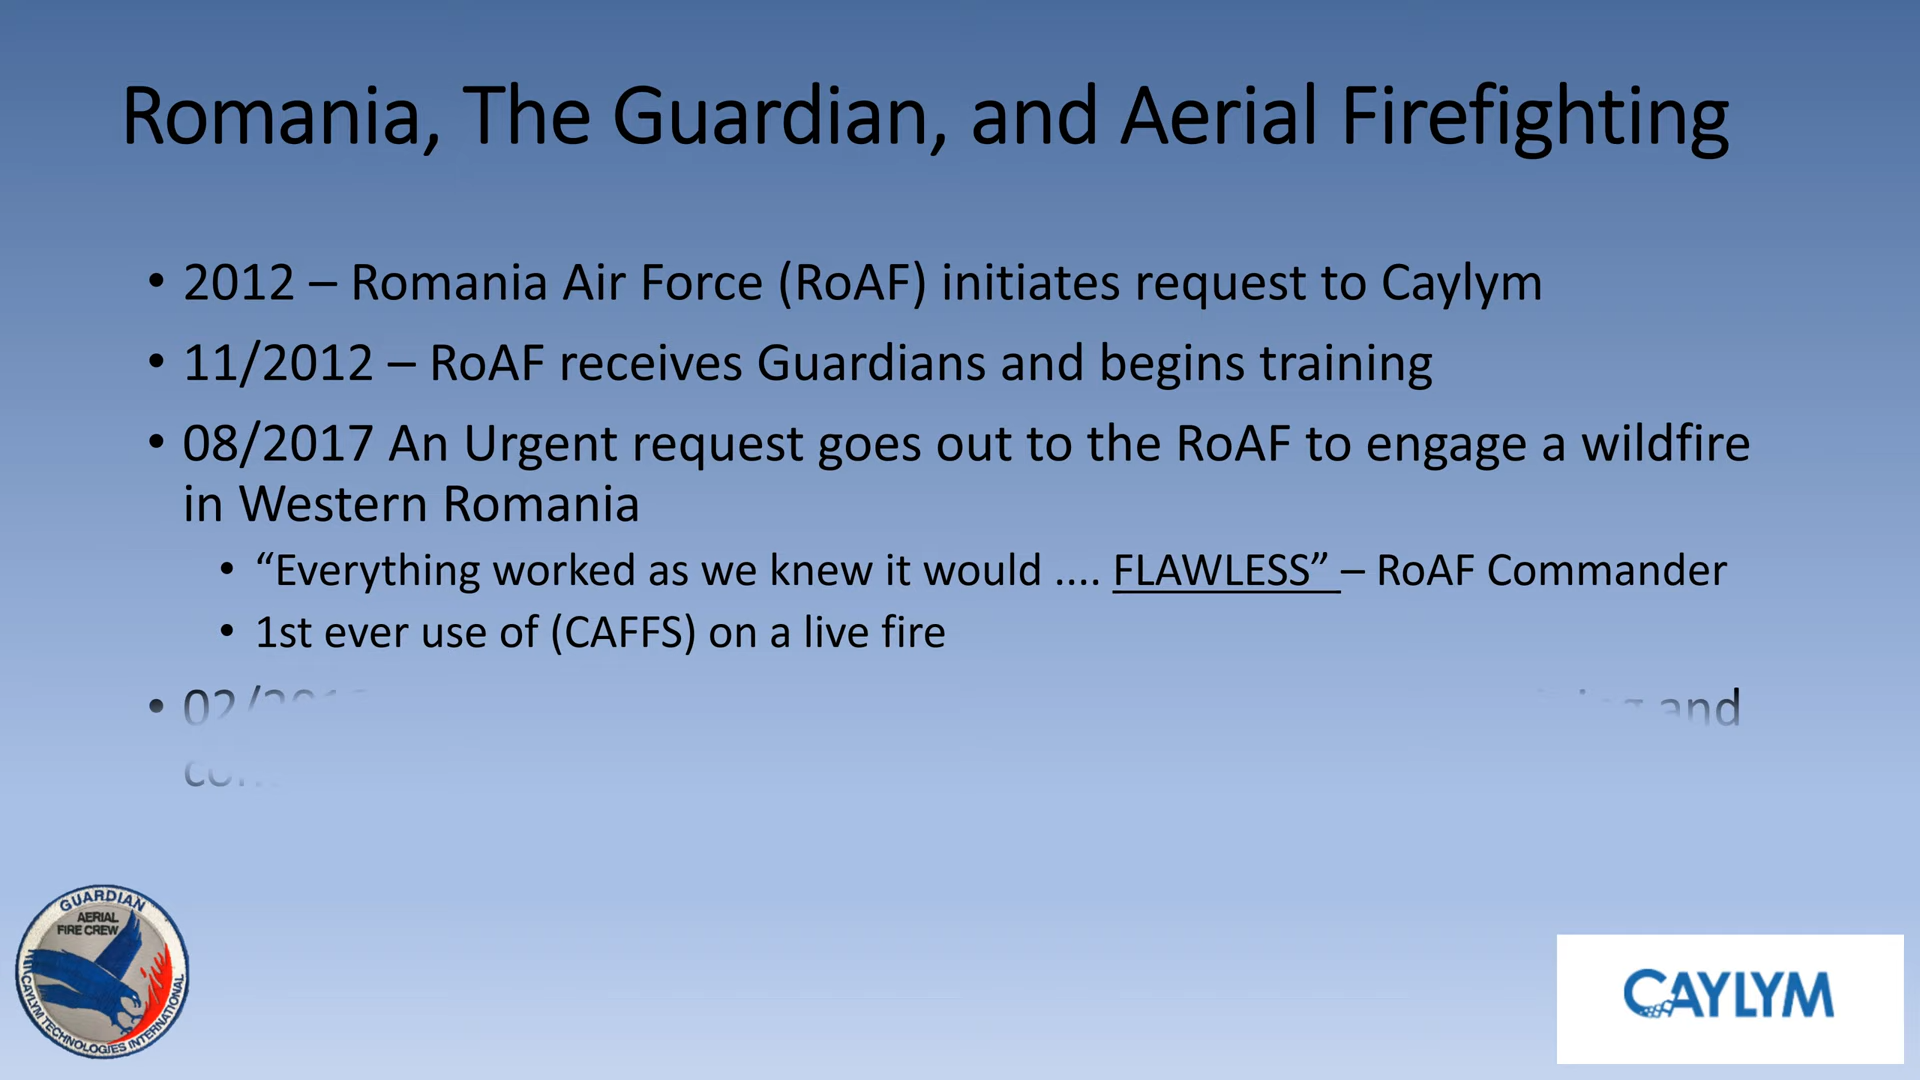 Romania, The Guardian, and Aerial Firefighting
• 2012 – Romania Air Force (RoAF) initiates request to Caylym
• 11/2012 – RoAF receives Guardians and begins training
• 08/2017 An Urgent request goes out to the RoAF to engage a wildfire
in Western Romania
• “Everything worked as we knew it would .... FLAWLESS” – RoAF Commander
• 1st ever use of (CAFFS) on a live fire
• and
GUARDIAN
AERIAL
FIRE CREW
CAYLYM TECHNOLOGIES INTERNATIONAL
CAYLYM